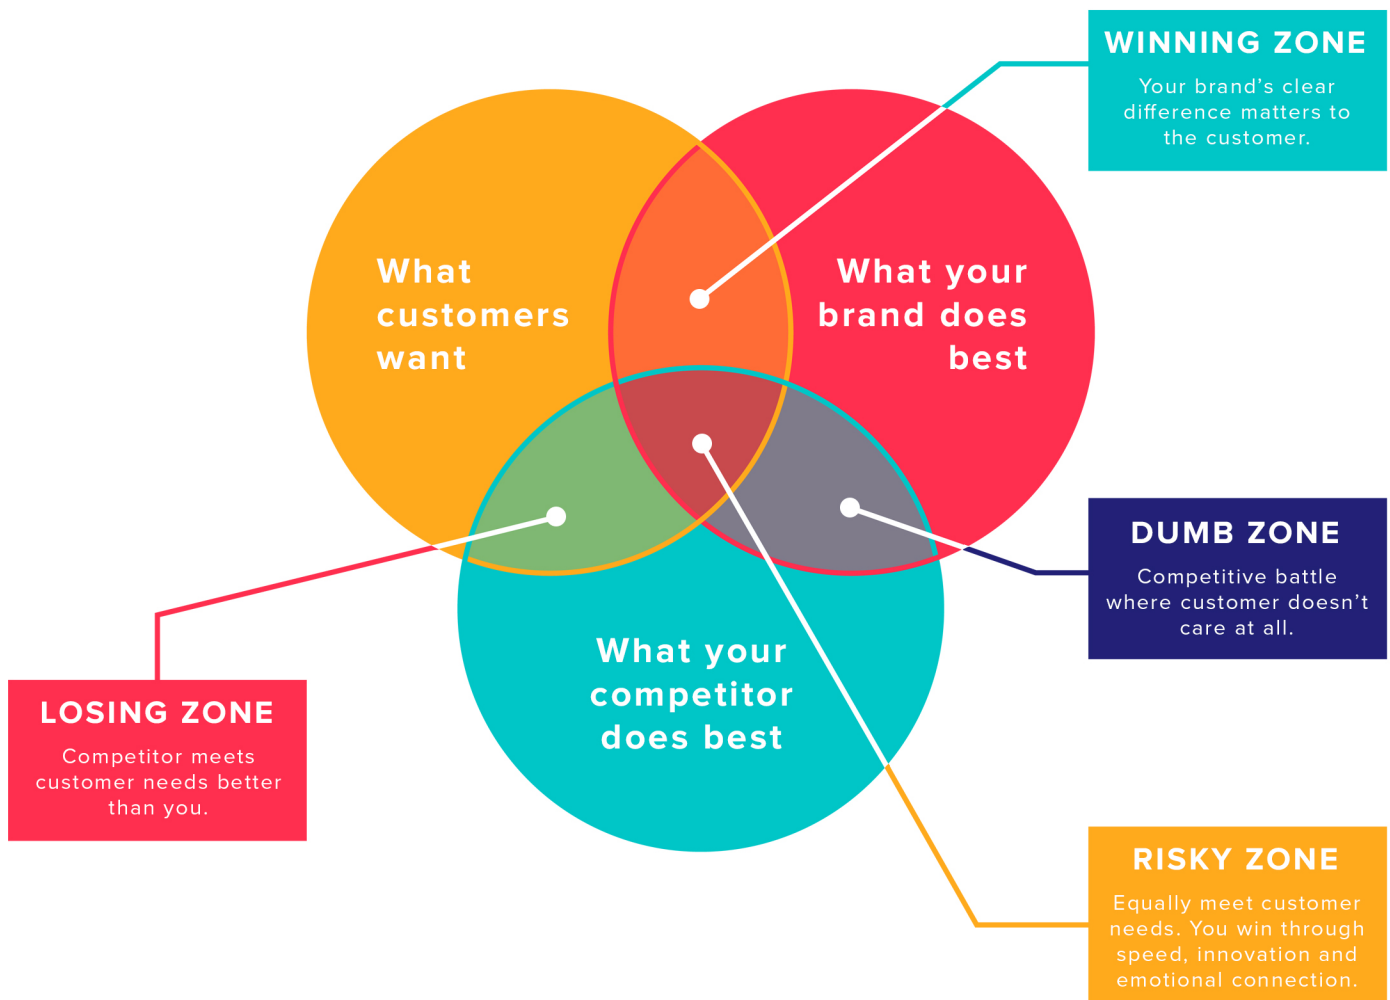 WINNING ZONE
Your brand’s clear
difference matters to
the customer.
What
customers
want
What your
brand does
best
DUMB ZONE
Competitive battle
where customer doesn’t
care at all.
What your
competitor
does best
LOSING ZONE
Competitor meets
customer needs better
than you.
RISKY ZONE
Equally meet customer
needs. You win through
speed, innovation and
emotional connection.